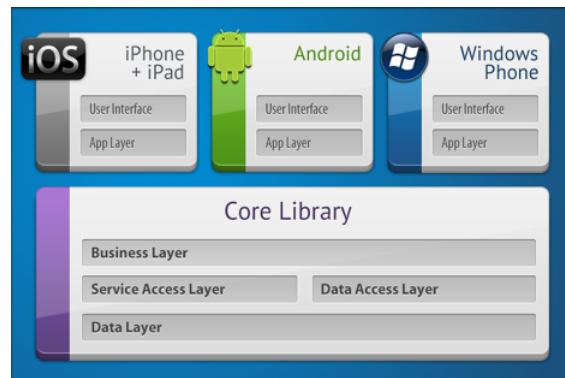 iOS
iPhone
+ iPad
User Interface
App Layer
Android
User Interface
App Layer
Windows
Phone
User Interface
App Layer
Core Library
Business Layer
Service Access Layer
Data Access Layer
Data Layer